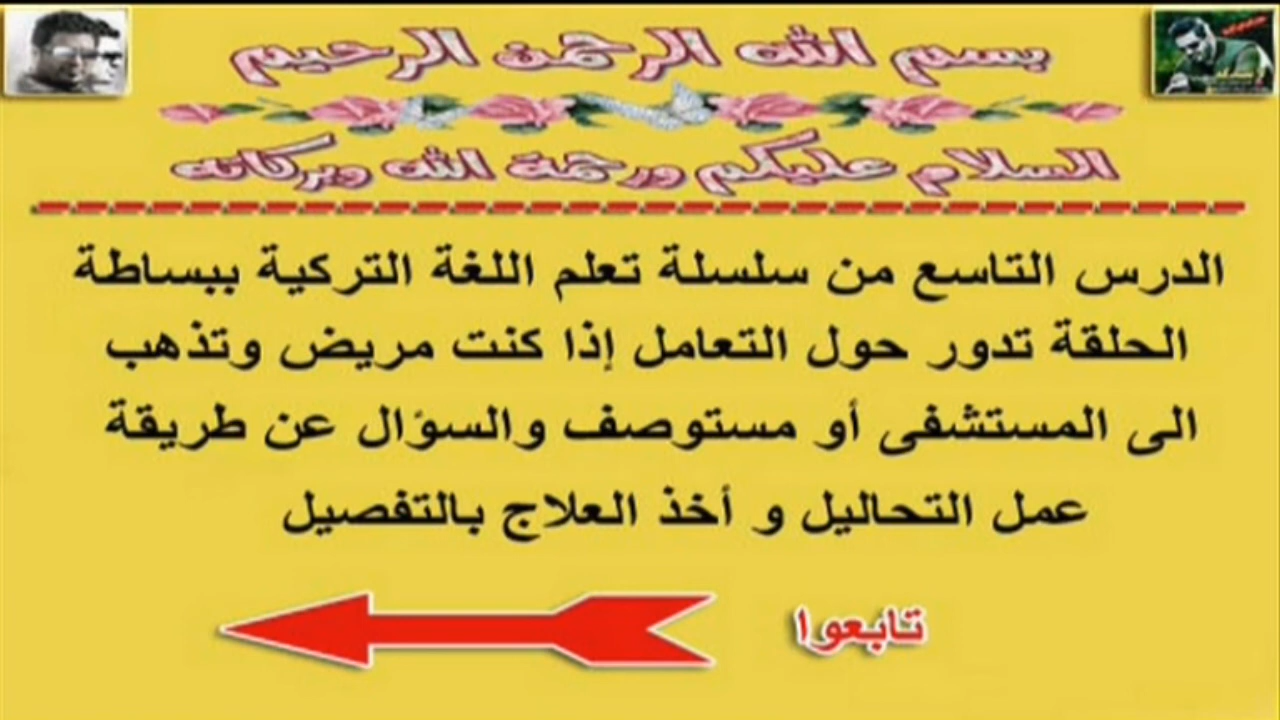 بسم الله الرحمن الرحيم
السلام عليكم ورحمة الله وبركاته
الدرس التاسع من سلسلة تعلم اللغة التركية ببساطة
الحلقة تدور حول التعامل إذا كنت مريض وتذهب
الى المستشفى أو مستوصف والسؤال عن طريقة
عمل التحاليل و أخذ العلاج بالتفصيل
تابعوا